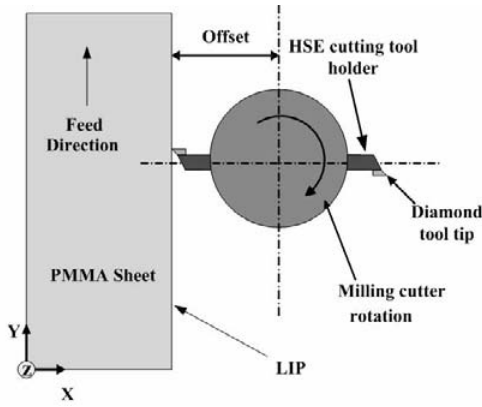 Offset
HSE cutting tool
holder
Feed
Direction
Diamond
tool tip
PMMA Sheet
Milling cutter
rotation
Y
LIP
Z
X